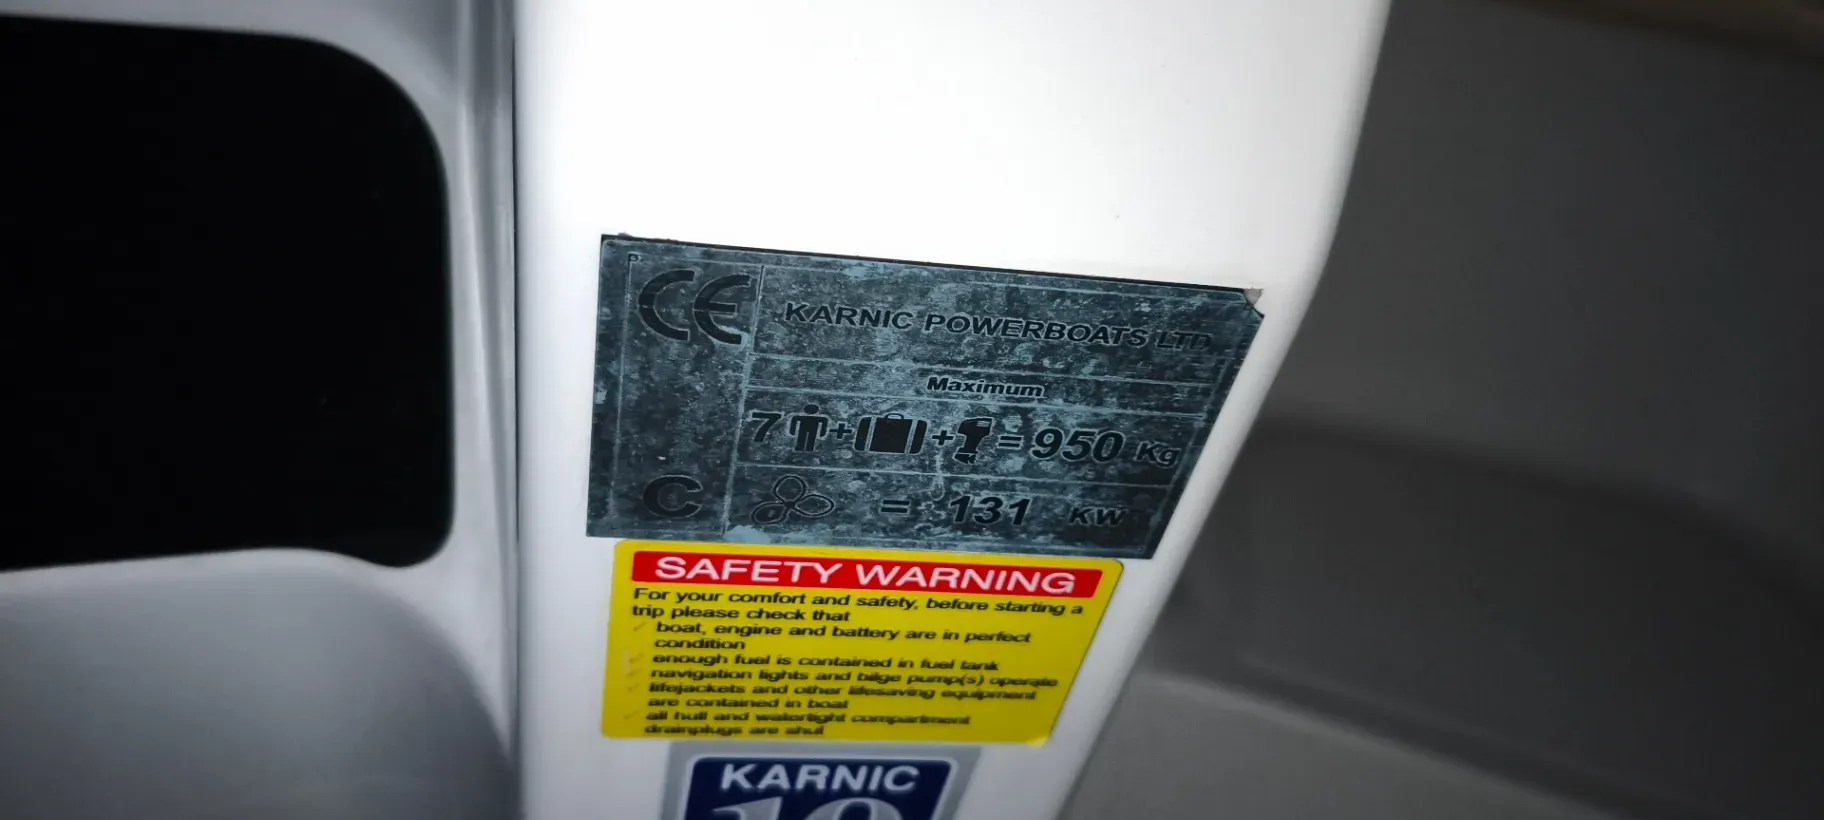 CE
KARNIC POWERBOATS LTD
Maximum
7 + + = 950 Kg
C = 131 KW
SAFETY WARNING
For your comfort and safety, before starting a
trip please check that
boat, engine and battery are in perfect
condition
enough fuel is contained in fuel tank
navigation lights and bilge pump(s) operate
lifejackets and other lifesaving equipment
are contained in boat
all hull and watertight compartment
drainplugs are shut
KARNIC